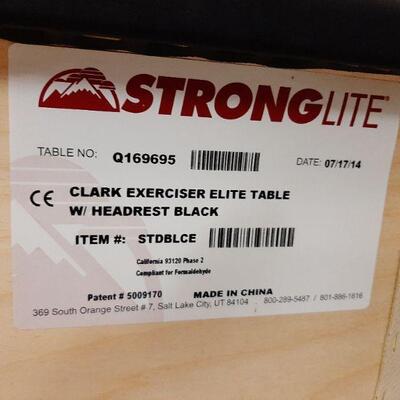 STRONGLITE®
TABLE NO: Q169695 DATE: 07/17/14
CE CLARK EXERCISER ELITE TABLE
W/ HEADREST BLACK
ITEM #: STDBLCE
California 93120 Phase 2
Compliant for Formaldehyde
Patent # 5009170 MADE IN CHINA
369 South Orange Street # 7, Salt Lake City, UT 84104 800-289-5487 / 801-886-1616